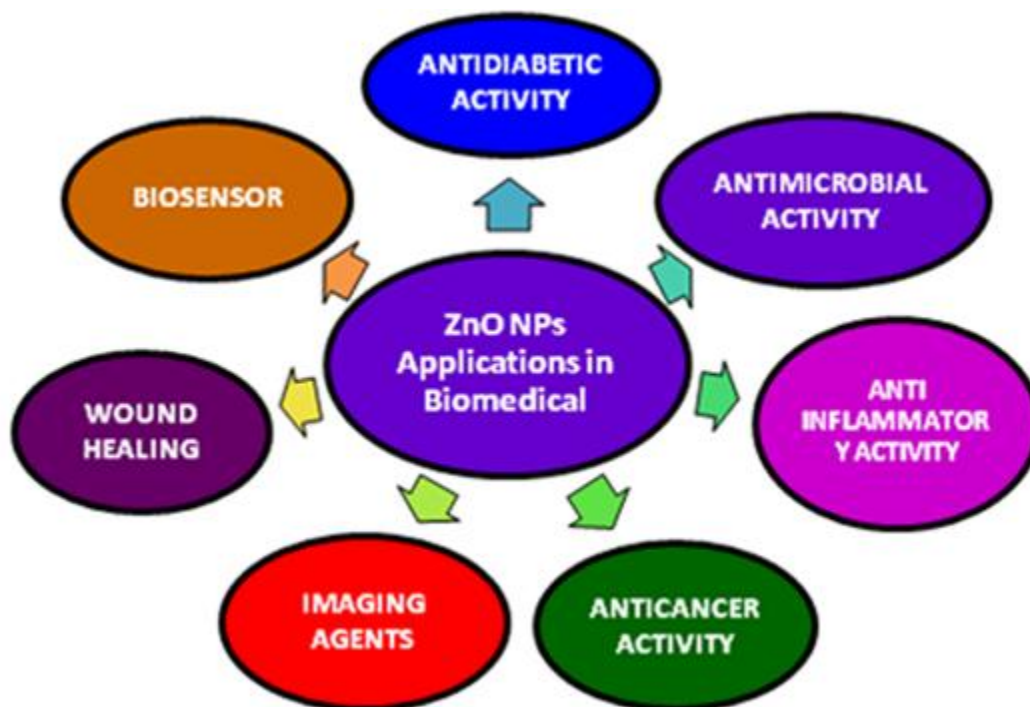 ANTIDIABETIC
ACTIVITY
ANTIMICROBIAL
ACTIVITY
ANTI
INFLAMMATOR
Y ACTIVITY
ANTICANCER
ACTIVITY
IMAGING
AGENTS
WOUND
HEALING
BIOSENSOR
ZnO NPs
Applications in
Biomedical